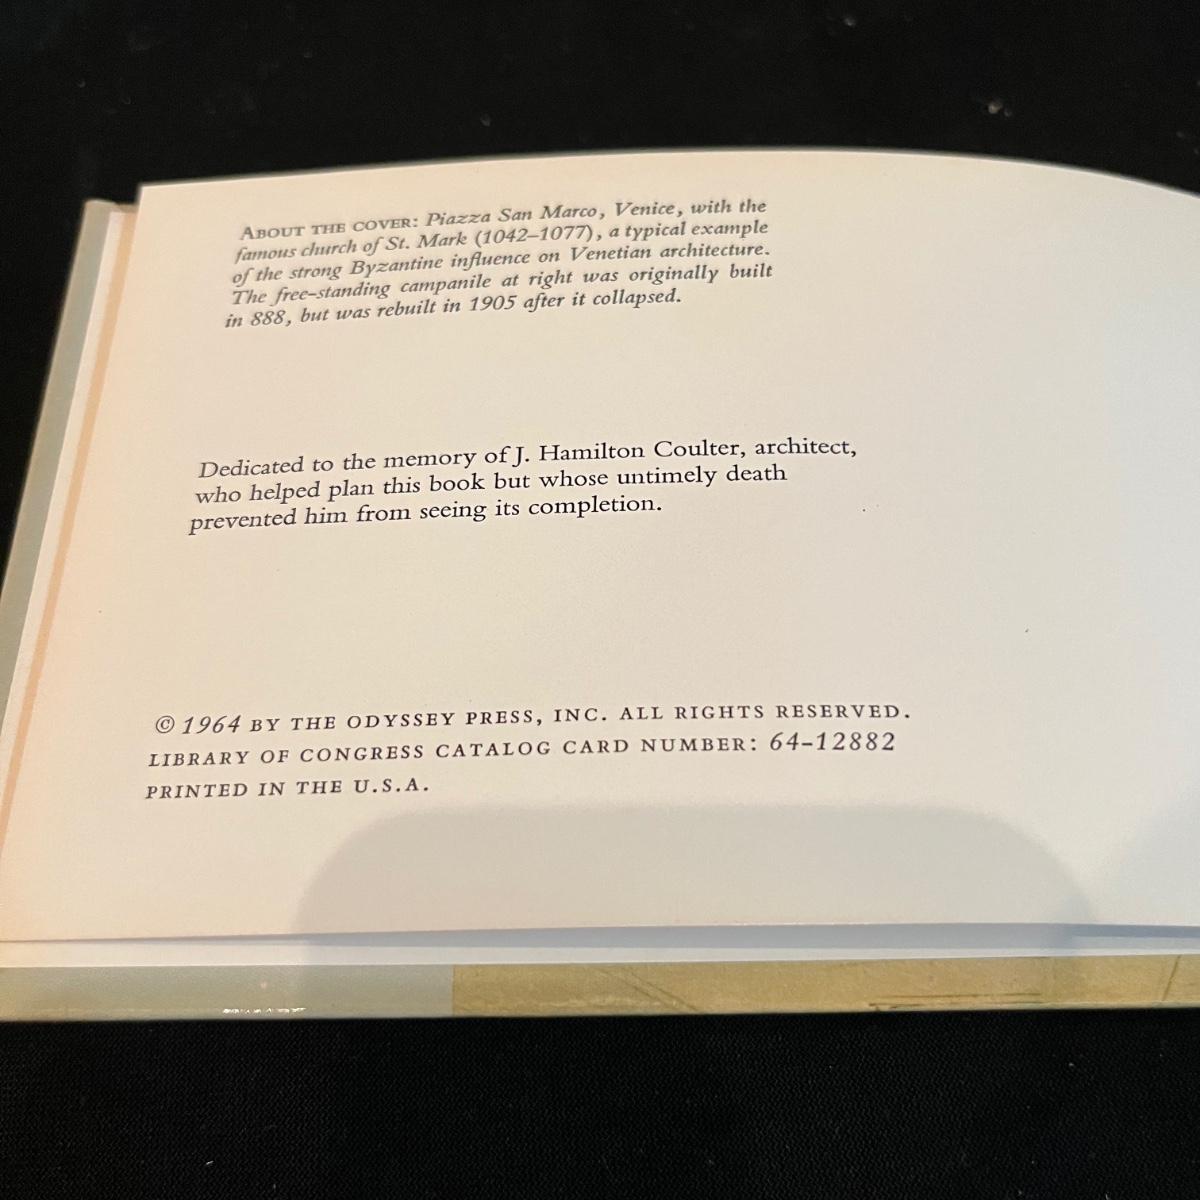 ABOUT THE COVER: Piazza San Marco, Venice, with the
famous church of St. Mark (1042–1077), a typical example
of the strong Byzantine influence on Venetian architecture.
The free-standing campanile at right was originally built
in 888, but was rebuilt in 1905 after it collapsed.
Dedicated to the memory of J. Hamilton Coulter, architect,
who helped plan this book but whose untimely death
prevented him from seeing its completion.
© 1964 BY THE ODYSSEY PRESS, INC. ALL RIGHTS RESERVED.
LIBRARY OF CONGRESS CATALOG CARD NUMBER: 64–12882
PRINTED IN THE U.S.A.